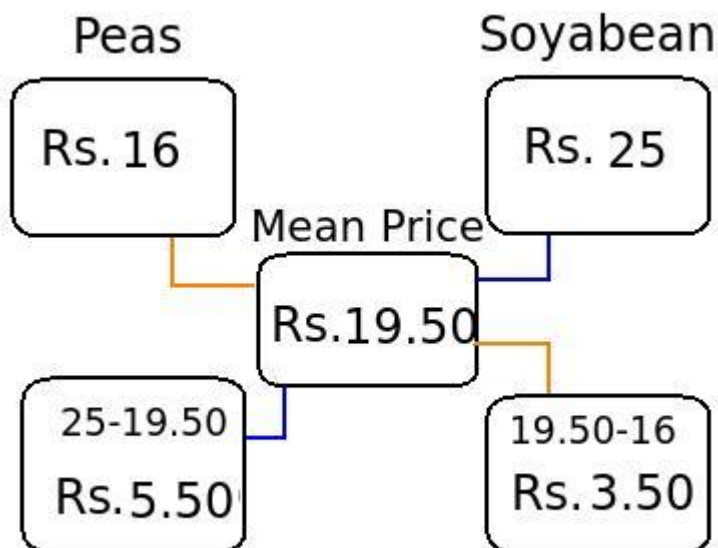 Peas
Soyabean
Rs. 16
Rs. 25
Mean Price
Rs.19.50
25-19.50
Rs.5.50
19.50-16
Rs.3.50